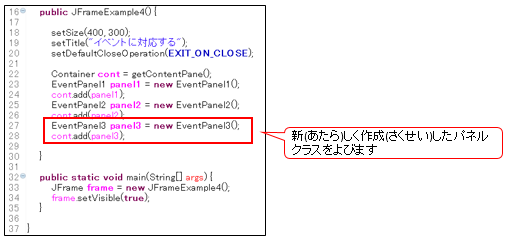 16 public JFrameExample4() {
17
18 setSize(400, 300);
19 setTitle("イベントに対応する");
20 setDefaultCloseOperation(EXIT_ON_CLOSE);
21
22 Container cont = getContentPane();
23 EventPanel1 panel1 = new EventPanel1();
24 cont.add(panel1);
25 EventPanel2 panel2 = new EventPanel2();
26 cont.add(panel2);
27 EventPanel3 panel3 = new EventPanel3();
28 cont.add(panel3);
29
30 }
31
32 public static void main(String[] args) {
33 JFrame frame = new JFrameExample4();
34 frame.setVisible(true);
35 }
36
37 }
新(あたら)しく作成(さくせい)したパネル
クラスをよびます